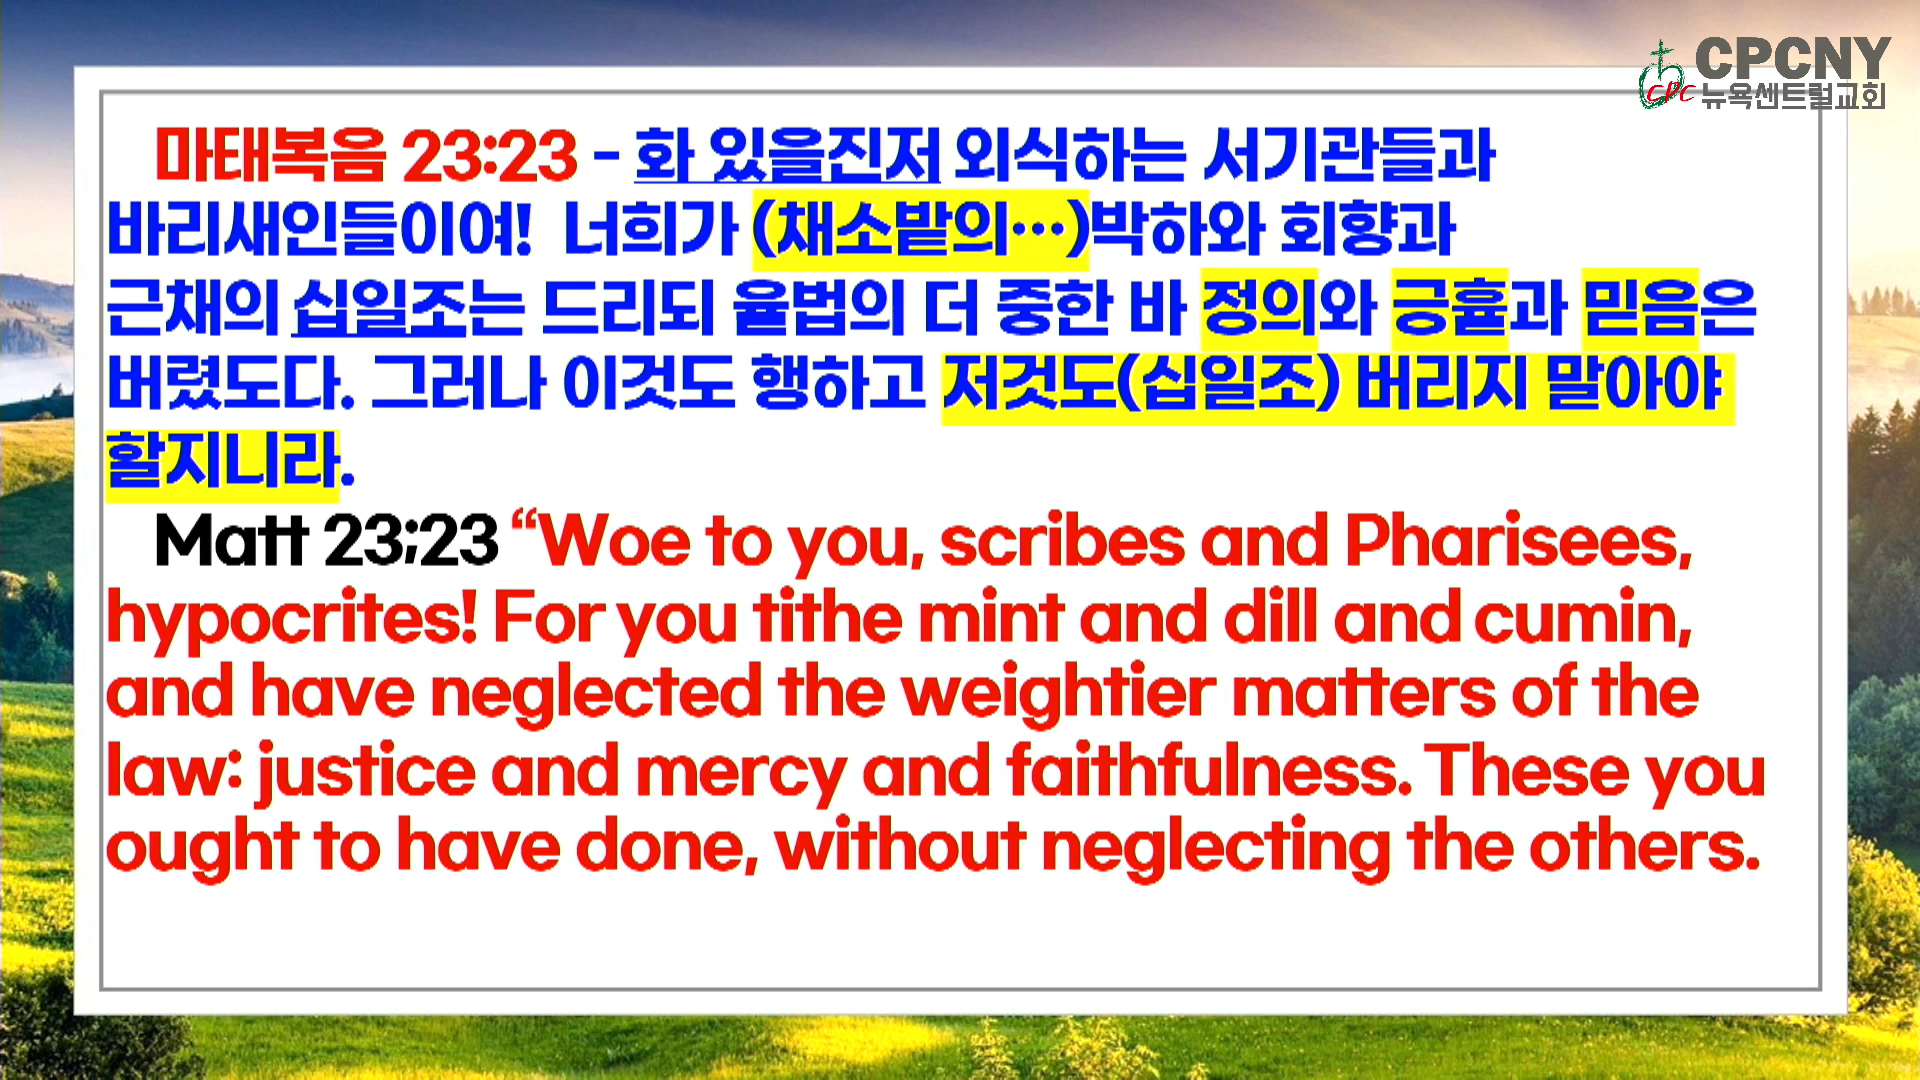 CPCNY
CPC 뉴욕센트럴교회
마태복음 23:23 - 화 있을진저 외식하는 서기관들과
바리새인들이여! 너희가 (채소밭의…)박하와 회향과
근채의 십일조는 드리되 율법의 더 중한 바 정의와 긍휼과 믿음은
버렸도다. 그러나 이것도 행하고 저것도(십일조) 버리지 말아야
할지니라.
Matt 23;23 “Woe to you, scribes and Pharisees,
hypocrites! For you tithe mint and dill and cumin,
and have neglected the weightier matters of the
law: justice and mercy and faithfulness. These you
ought to have done, without neglecting the others.